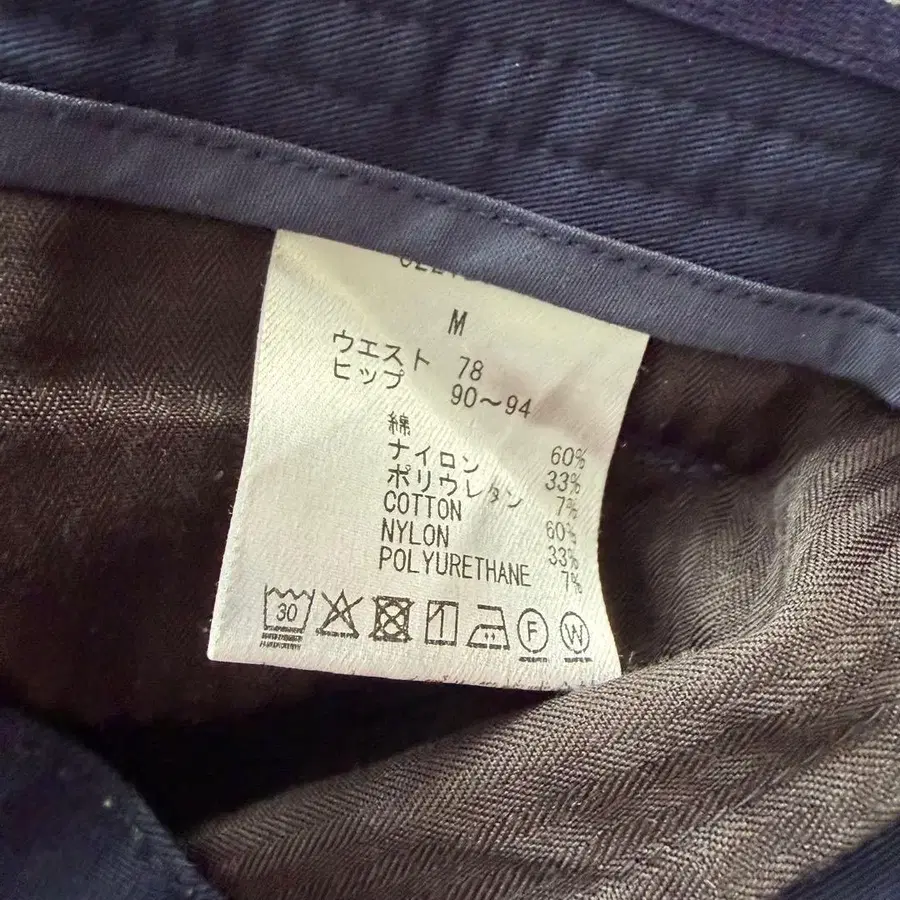 M
ウエスト 78
ヒップ 90～94
綿 60%
ナイロン 33%
ポリウレタン 7%
COTTON 60%
NYLON 33%
POLYURETHANE 7%
30 F W